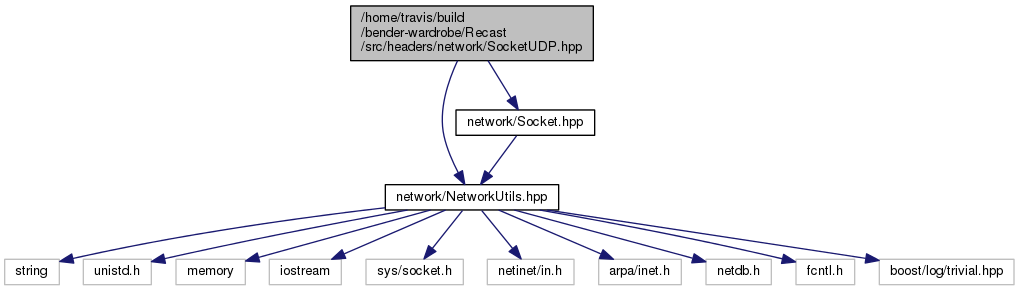 /home/travis/build
/bender-wardrobe/Recast
/src/headers/network/SocketUDP.hpp
network/Socket.hpp
network/NetworkUtils.hpp
string
unistd.h
memory
iostream
sys/socket.h
netinet/in.h
arpa/inet.h
netdb.h
fcntl.h
boost/log/trivial.hpp